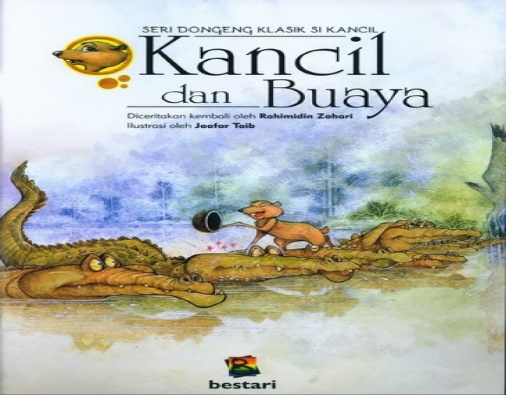 SERI DONGENG KLASIK SI KANCIL
Kancil
dan Buaya
Diceritakan kembali oleh Rahimidin Zahari
Ilustrasi oleh Jaafar Taib
bestari